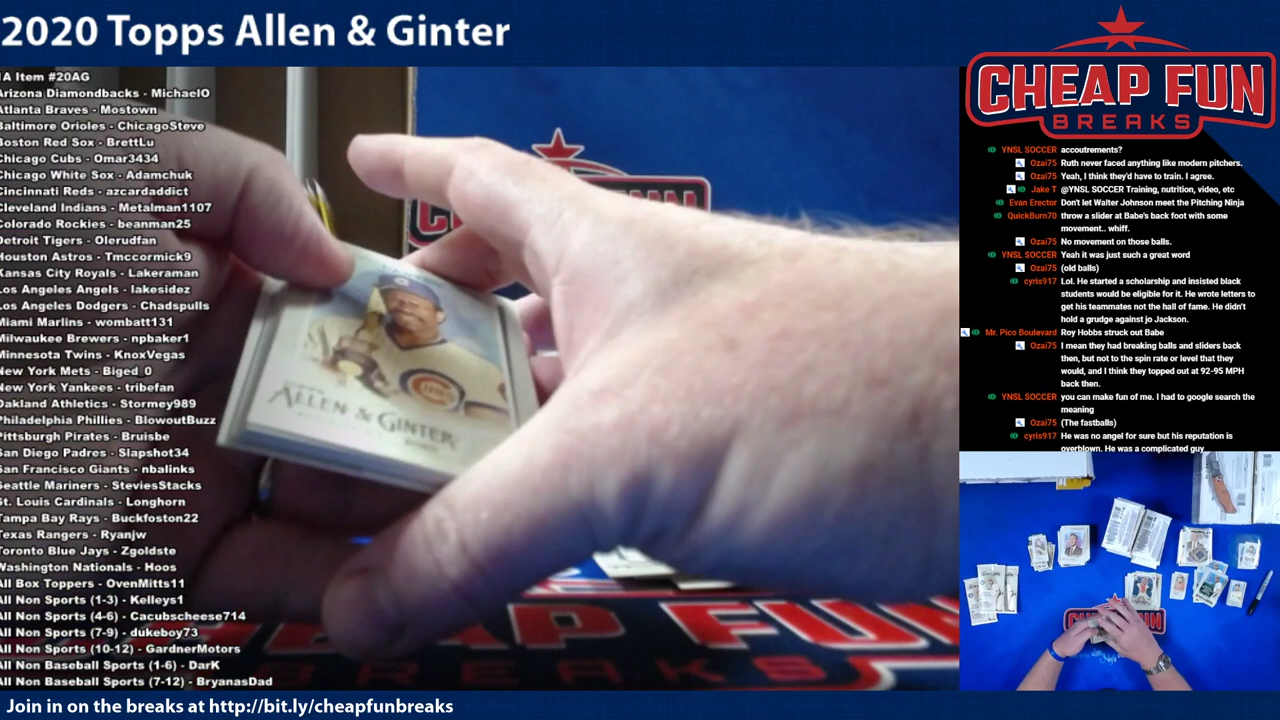 2020 Topps Allen & Ginter
1A Item #20AG
Arizona Diamondbacks - MichaelO
Atlanta Braves - Mostown
Baltimore Orioles - ChicagoSteve
Boston Red Sox - BrettLu
Chicago Cubs - Omar3434
Chicago White Sox - Adamchuk
Cincinnati Reds - azcardaddict
Cleveland Indians - Metalman1107
Colorado Rockies - beanman25
Detroit Tigers - Olerudfan
Houston Astros - Tmccormick9
Kansas City Royals - Lakeraman
Los Angeles Angels - lakesidez
Los Angeles Dodgers - Chadspulls
Miami Marlins - wombatt131
Milwaukee Brewers - npbaker1
Minnesota Twins - KnoxVegas
New York Mets - Biged_0
New York Yankees - tribefan
Oakland Athletics - Stormey989
Philadelphia Phillies - BlowoutBuzz
Pittsburgh Pirates - Bruisbe
San Diego Padres - Slapshot34
San Francisco Giants - nbalinks
Seattle Mariners - SteviesStacks
St. Louis Cardinals - Longhorn
Tampa Bay Rays - Buckfoston22
Texas Rangers - Ryanjw
Toronto Blue Jays - Zgoldste
Washington Nationals - Hoos
All Box Toppers - OvenMitts11
All Non Sports (1-3) - Kelleys1
All Non Sports (4-6) - Cacubscheese714
All Non Sports (7-9) - dukeboy73
All Non Sports (10-12) - GardnerMotors
All Non Baseball Sports (1-6) - DarK
All Non Baseball Sports (7-12) - BryanasDad
ALLEN & GINTER
CHEAP FUN
BREAKS
CHEAP FUN
BREAKS
YNSL SOCCER accoutrements?
Ozai75 Ruth never faced anything like modern pitchers.
Ozai75 Yeah, I think they'd have to train. I agree.
Jake T @YNSL SOCCER Training, nutrition, video, etc
Evan Erector Don't let Walter Johnson meet the Pitching Ninja
QuickBurn70 throw a slider at Babe's back foot with some
movement.. whiff.
Ozai75 No movement on those balls.
YNSL SOCCER Yeah it was just such a great word
Ozai75 (old balls)
cyris917 Lol. He started a scholarship and insisted black
students would be eligible for it. He wrote letters to
get his teammates not the hall of fame. He didn't
hold a grudge against jo Jackson.
Mr. Pico Boulevard Roy Hobbs struck out Babe
Ozai75 I mean they had breaking balls and sliders back
then, but not to the spin rate or level that they
would, and I think they topped out at 92-95 MPH
back then.
YNSL SOCCER you can make fun of me. I had to google search the
meaning
Ozai75 (The fastballs)
cyris917 He was no angel for sure but his reputation is
overblown. He was a complicated guy
Join in on the breaks at http://bit.ly/cheapfunbreaks